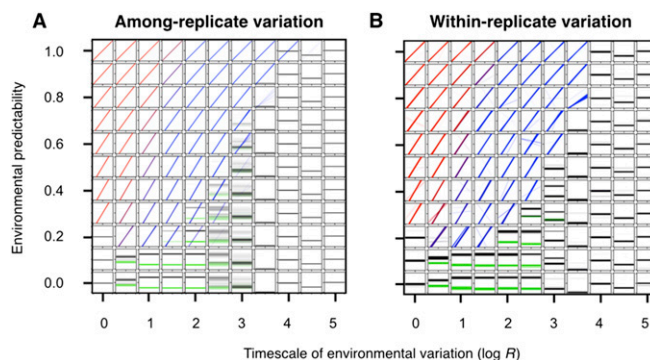 A Among-replicate variation
B Within-replicate variation
Environmental predictability
1.0
0.8
0.6
0.4
0.2
0.0
0 1 2 3 4 5
0 1 2 3 4 5
Timescale of environmental variation (log R)